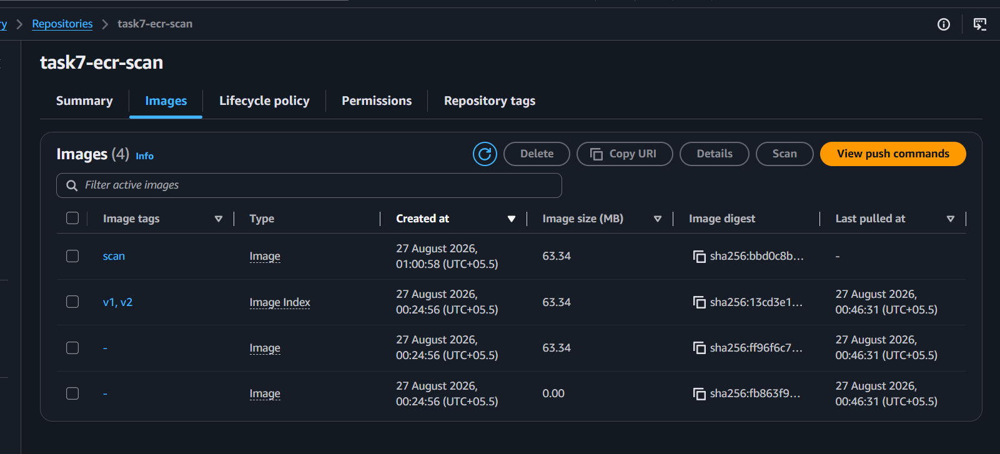 ry > Repositories > task7-ecr-scan
task7-ecr-scan
Summary Images Lifecycle policy Permissions Repository tags
Images (4) Info Delete Copy URI Details Scan View push commands
Filter active images
Image tags Type Created at Image size (MB) Image digest Last pulled at
scan Image 27 August 2026, 01:00:58 (UTC+05.5) 63.34 sha256:bbd0c8b... -
v1, v2 Image Index 27 August 2026, 00:24:56 (UTC+05.5) 63.34 sha256:13cd3e1... 27 August 2026, 00:46:31 (UTC+05.5)
- Image 27 August 2026, 00:24:56 (UTC+05.5) 63.34 sha256:ff96f6c7... 27 August 2026, 00:46:31 (UTC+05.5)
- Image 27 August 2026, 00:24:56 (UTC+05.5) 0.00 sha256:fb863f9... 27 August 2026, 00:46:31 (UTC+05.5)